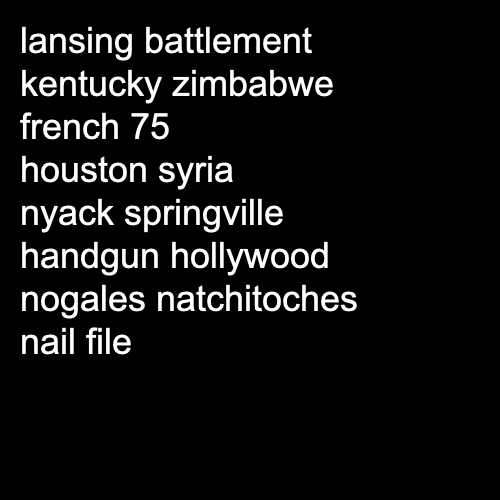 lansing battlement
kentucky zimbabwe
french 75
houston syria
nyack springville
handgun hollywood
nogales natchitoches
nail file